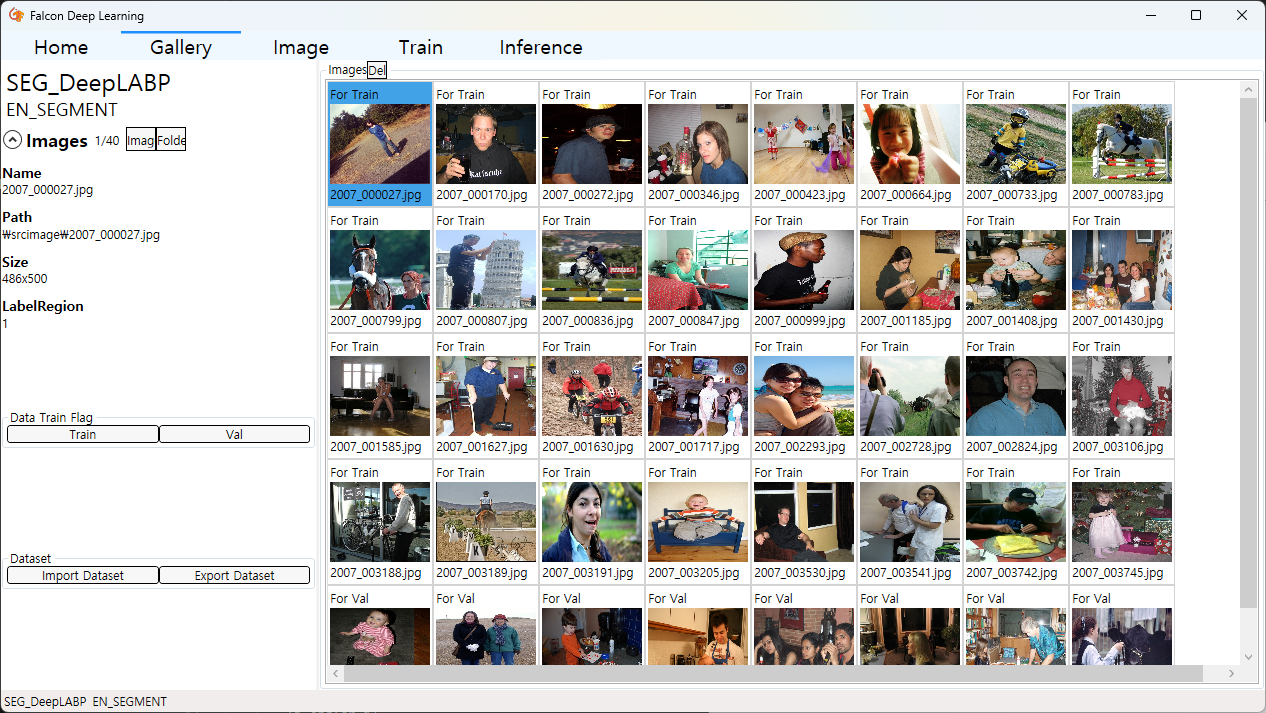 Falcon Deep Learning
Home Gallery Image Train Inference
SEG_DeepLABP
EN_SEGMENT
Images 1/40 Imag Folde
Name
2007_000027.jpg
Path
₩srcimage₩2007_000027.jpg
Size
486x500
LabelRegion
1
Data Train Flag
Train Val
Dataset
Import Dataset Export Dataset
Images Del
For Train For Train For Train For Train For Train For Train For Train For Train
Karlsruhe
2007_000027.jpg 2007_000170.jpg 2007_000272.jpg 2007_000346.jpg 2007_000423.jpg 2007_000664.jpg 2007_000733.jpg 2007_000783.jpg
For Train For Train For Train For Train For Train For Train For Train For Train
2007_000799.jpg 2007_000807.jpg 2007_000836.jpg 2007_000847.jpg 2007_000999.jpg 2007_001185.jpg 2007_001408.jpg 2007_001430.jpg
For Train For Train For Train For Train For Train For Train For Train For Train
2007_001585.jpg 2007_001627.jpg 2007_001630.jpg 2007_001717.jpg 2007_002293.jpg 2007_002728.jpg 2007_002824.jpg 2007_003106.jpg
For Train For Train For Train For Train For Train For Train For Train For Train
2007_003188.jpg 2007_003189.jpg 2007_003191.jpg 2007_003205.jpg 2007_003530.jpg 2007_003541.jpg 2007_003742.jpg 2007_003745.jpg
For Val For Val For Val For Val For Val For Val For Val For Val
SEG_DeepLABP EN_SEGMENT